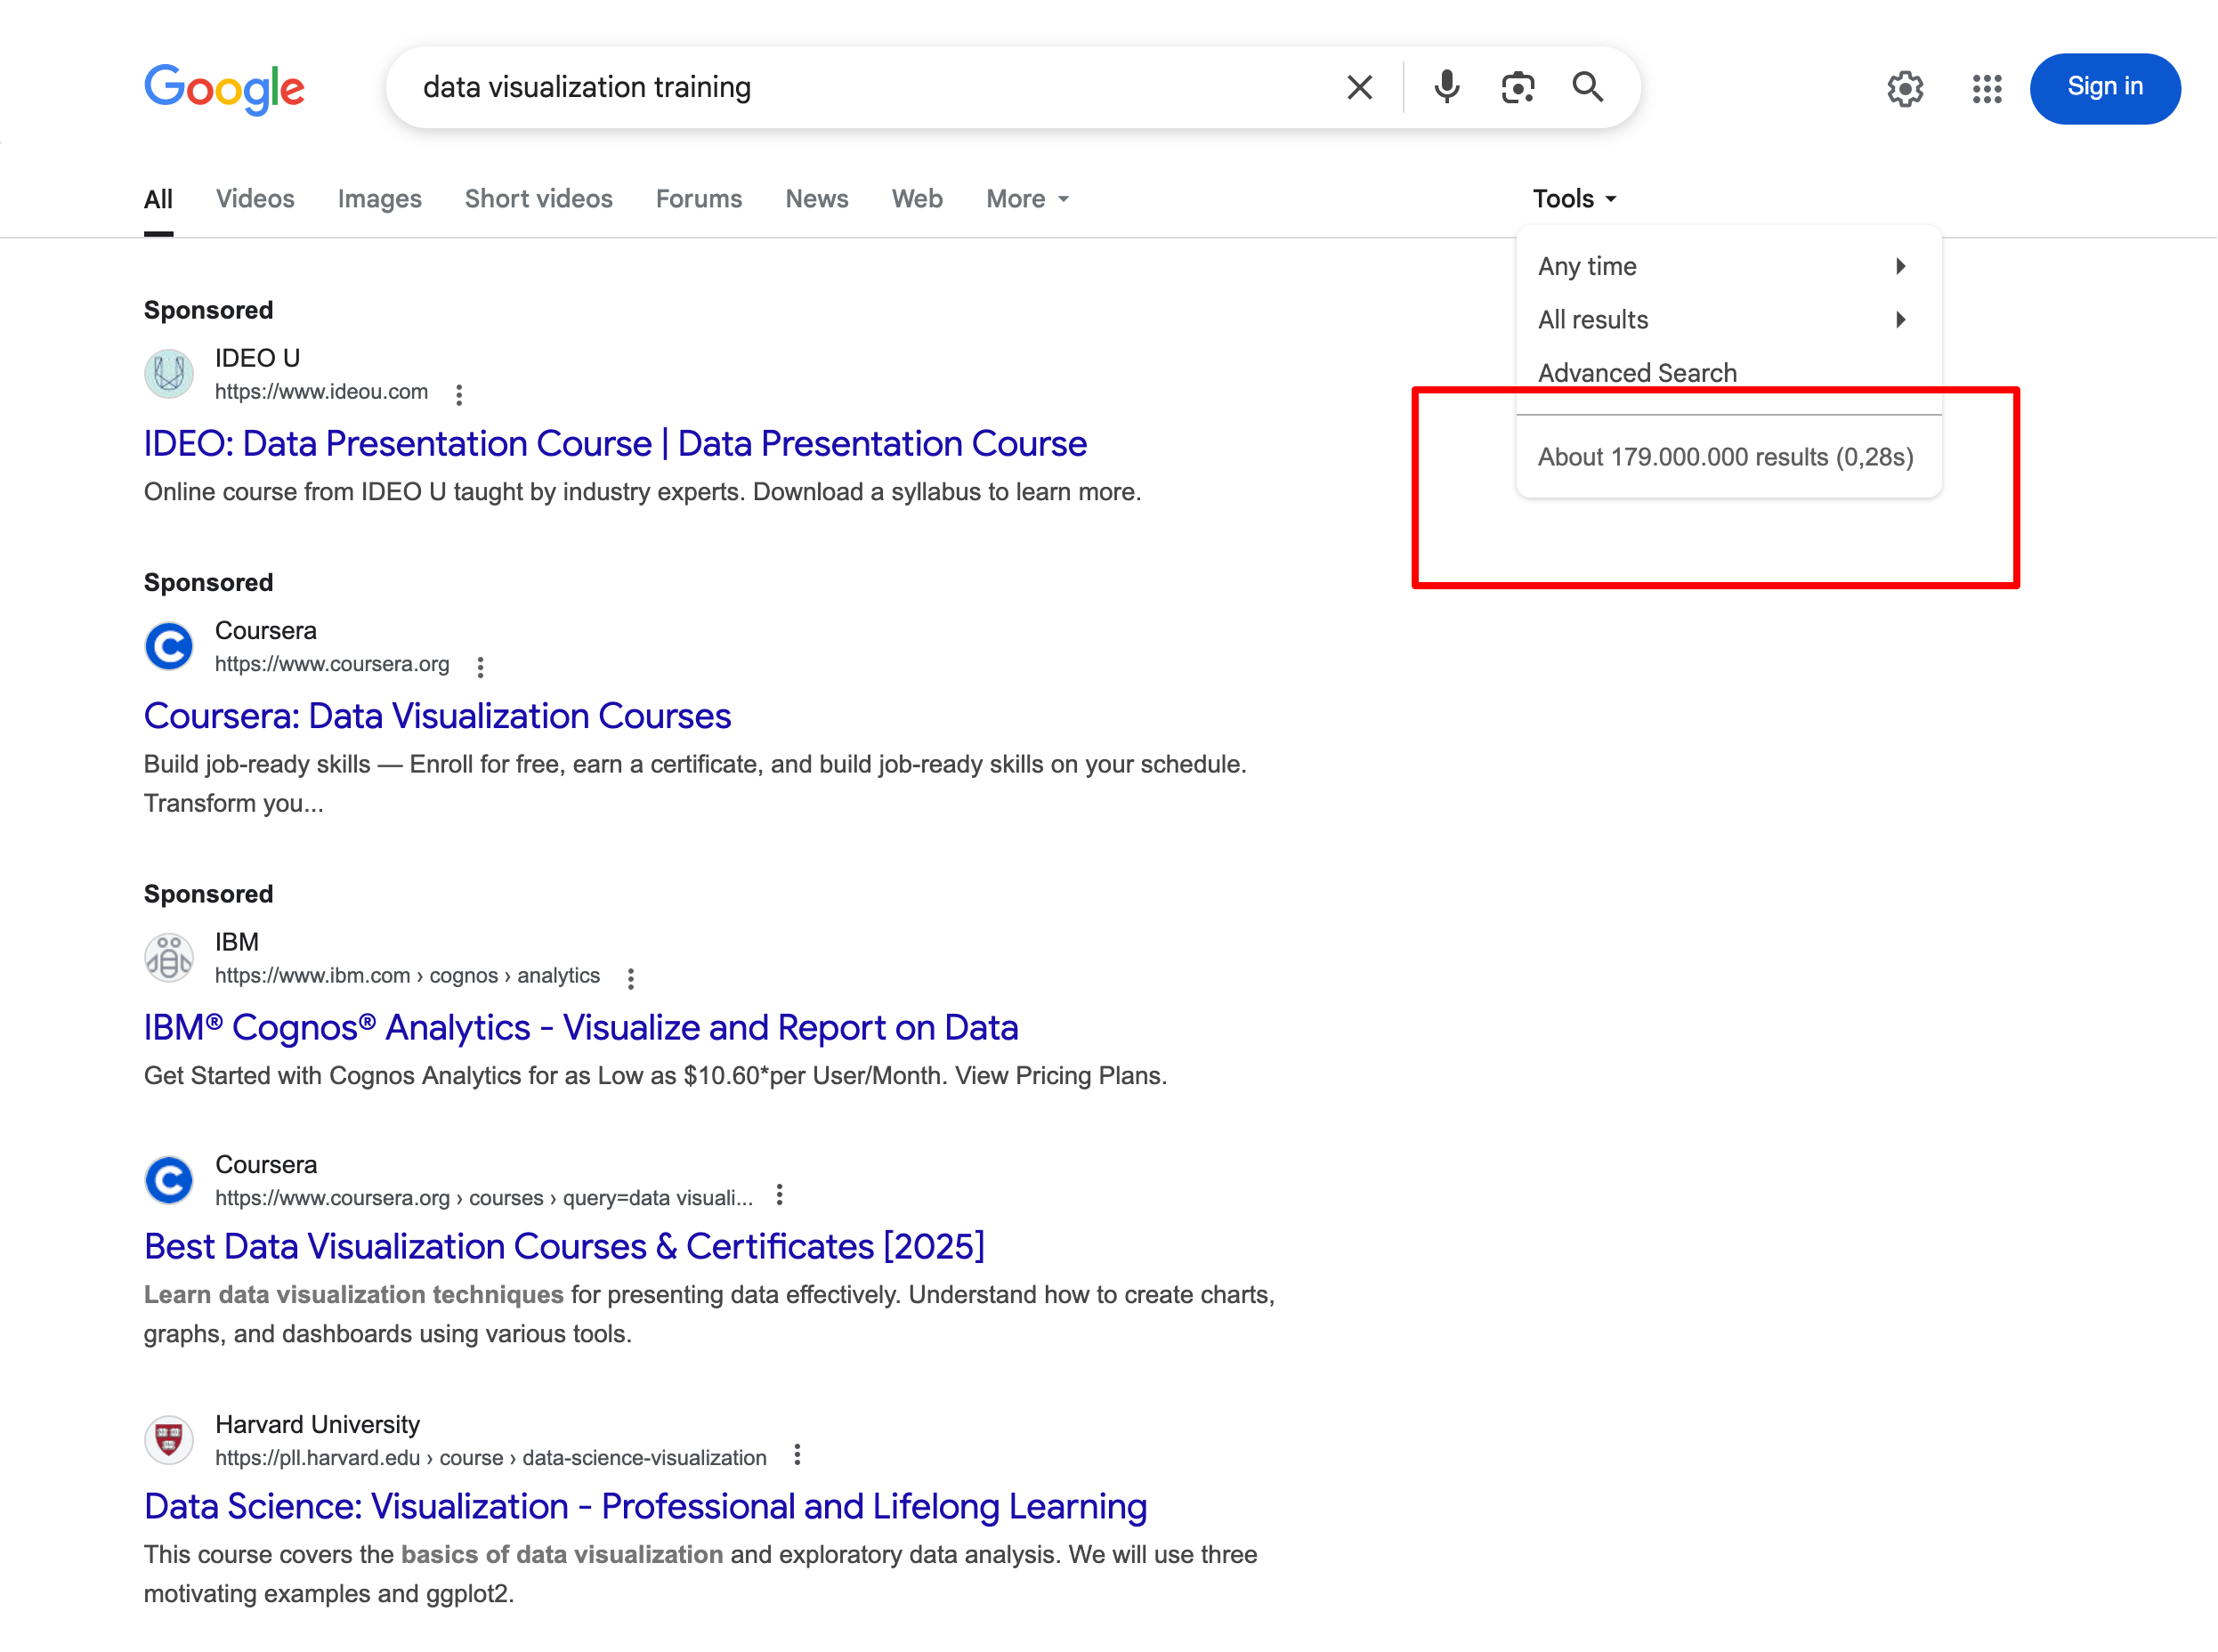 Google
data visualization training
Sign in
All Videos Images Short videos Forums News Web More Tools
Any time
All results
Advanced Search
About 179.000.000 results (0,28s)
Sponsored
IDEO U
https://www.ideou.com
IDEO: Data Presentation Course | Data Presentation Course
Online course from IDEO U taught by industry experts. Download a syllabus to learn more.
Sponsored
Coursera
https://www.coursera.org
Coursera: Data Visualization Courses
Build job-ready skills — Enroll for free, earn a certificate, and build job-ready skills on your schedule.
Transform you...
Sponsored
IBM
https://www.ibm.com › cognos › analytics
IBM® Cognos® Analytics - Visualize and Report on Data
Get Started with Cognos Analytics for as Low as $10.60*per User/Month. View Pricing Plans.
Coursera
https://www.coursera.org › courses › query=data visuali...
Best Data Visualization Courses & Certificates [2025]
Learn data visualization techniques for presenting data effectively. Understand how to create charts,
graphs, and dashboards using various tools.
Harvard University
https://pll.harvard.edu › course › data-science-visualization
Data Science: Visualization - Professional and Lifelong Learning
This course covers the basics of data visualization and exploratory data analysis. We will use three
motivating examples and ggplot2.